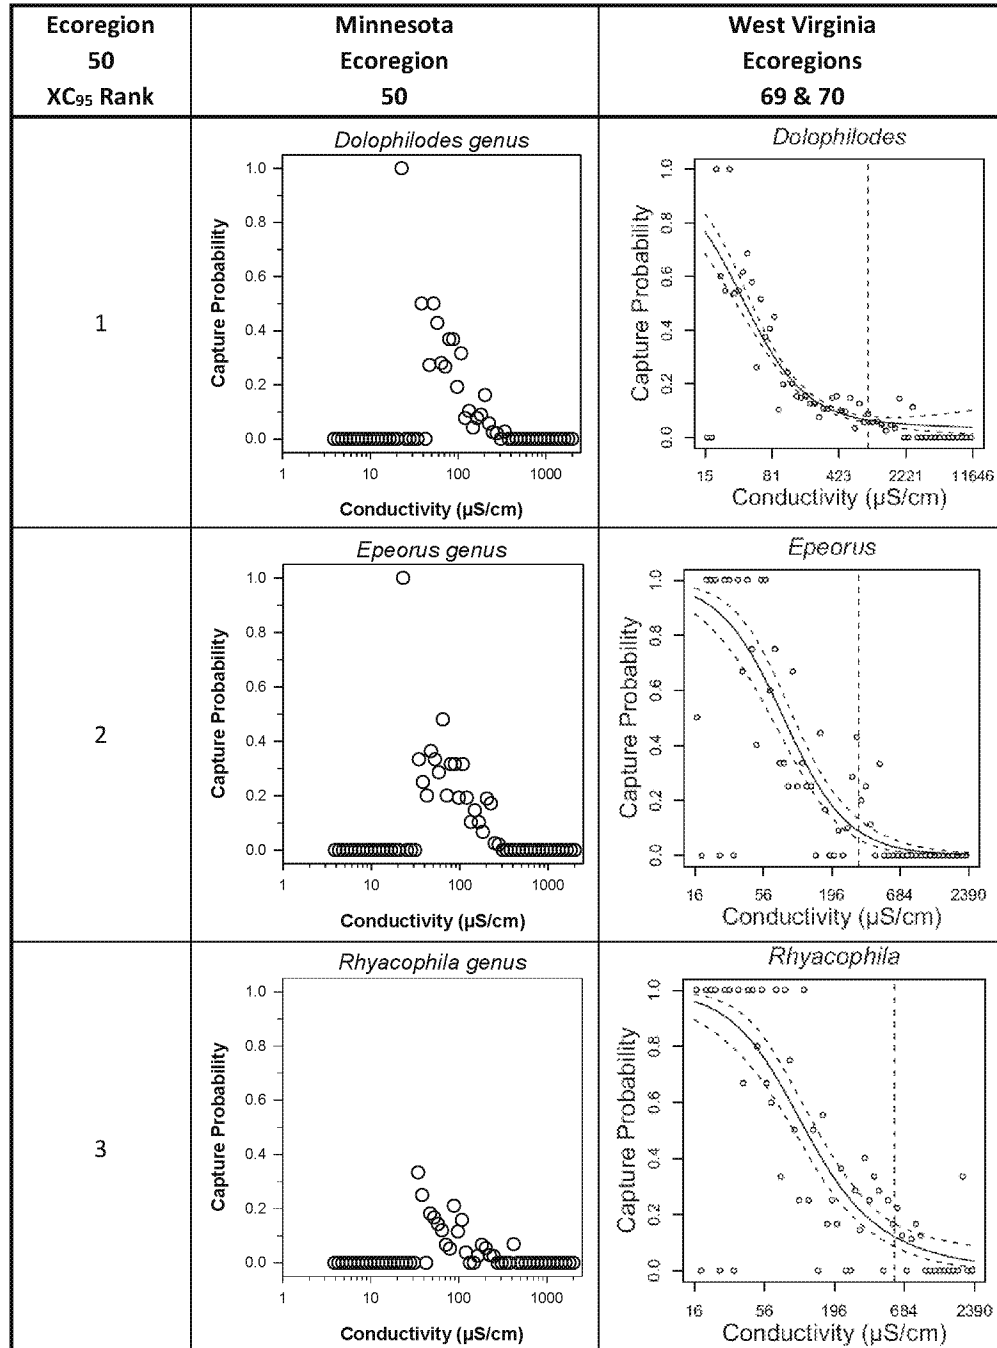 Ecoregion
50
XC₉₅ Rank
Minnesota
Ecoregion
50
West Virginia
Ecoregions
69 & 70
1
Dolophilodes genus
Capture Probability
1.0
0.8
0.6
0.4
0.2
0.0
1 10 100 1000
Conductivity (µS/cm)
Dolophilodes
Capture Probability
1.0
0.8
0.6
0.4
0.2
0.0
15 81 423 2221 11646
Conductivity (µS/cm)
2
Epeorus genus
Capture Probability
1.0
0.8
0.6
0.4
0.2
0.0
1 10 100 1000
Conductivity (µS/cm)
Epeorus
Capture Probability
1.0
0.8
0.6
0.4
0.2
0.0
16 56 196 684 2390
Conductivity (µS/cm)
3
Rhyacophila genus
Capture Probability
1.0
0.8
0.6
0.4
0.2
0.0
1 10 100 1000
Conductivity (µS/cm)
Rhyacophila
Capture Probability
1.0
0.8
0.6
0.4
0.2
0.0
16 56 196 684 2390
Conductivity (µS/cm)